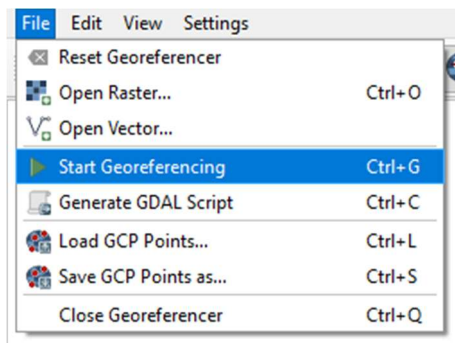 File Edit View Settings
Reset Georeferencer
Open Raster... Ctrl+O
Open Vector...
Start Georeferencing Ctrl+G
Generate GDAL Script Ctrl+C
Load GCP Points... Ctrl+L
Save GCP Points as... Ctrl+S
Close Georeferencer Ctrl+Q